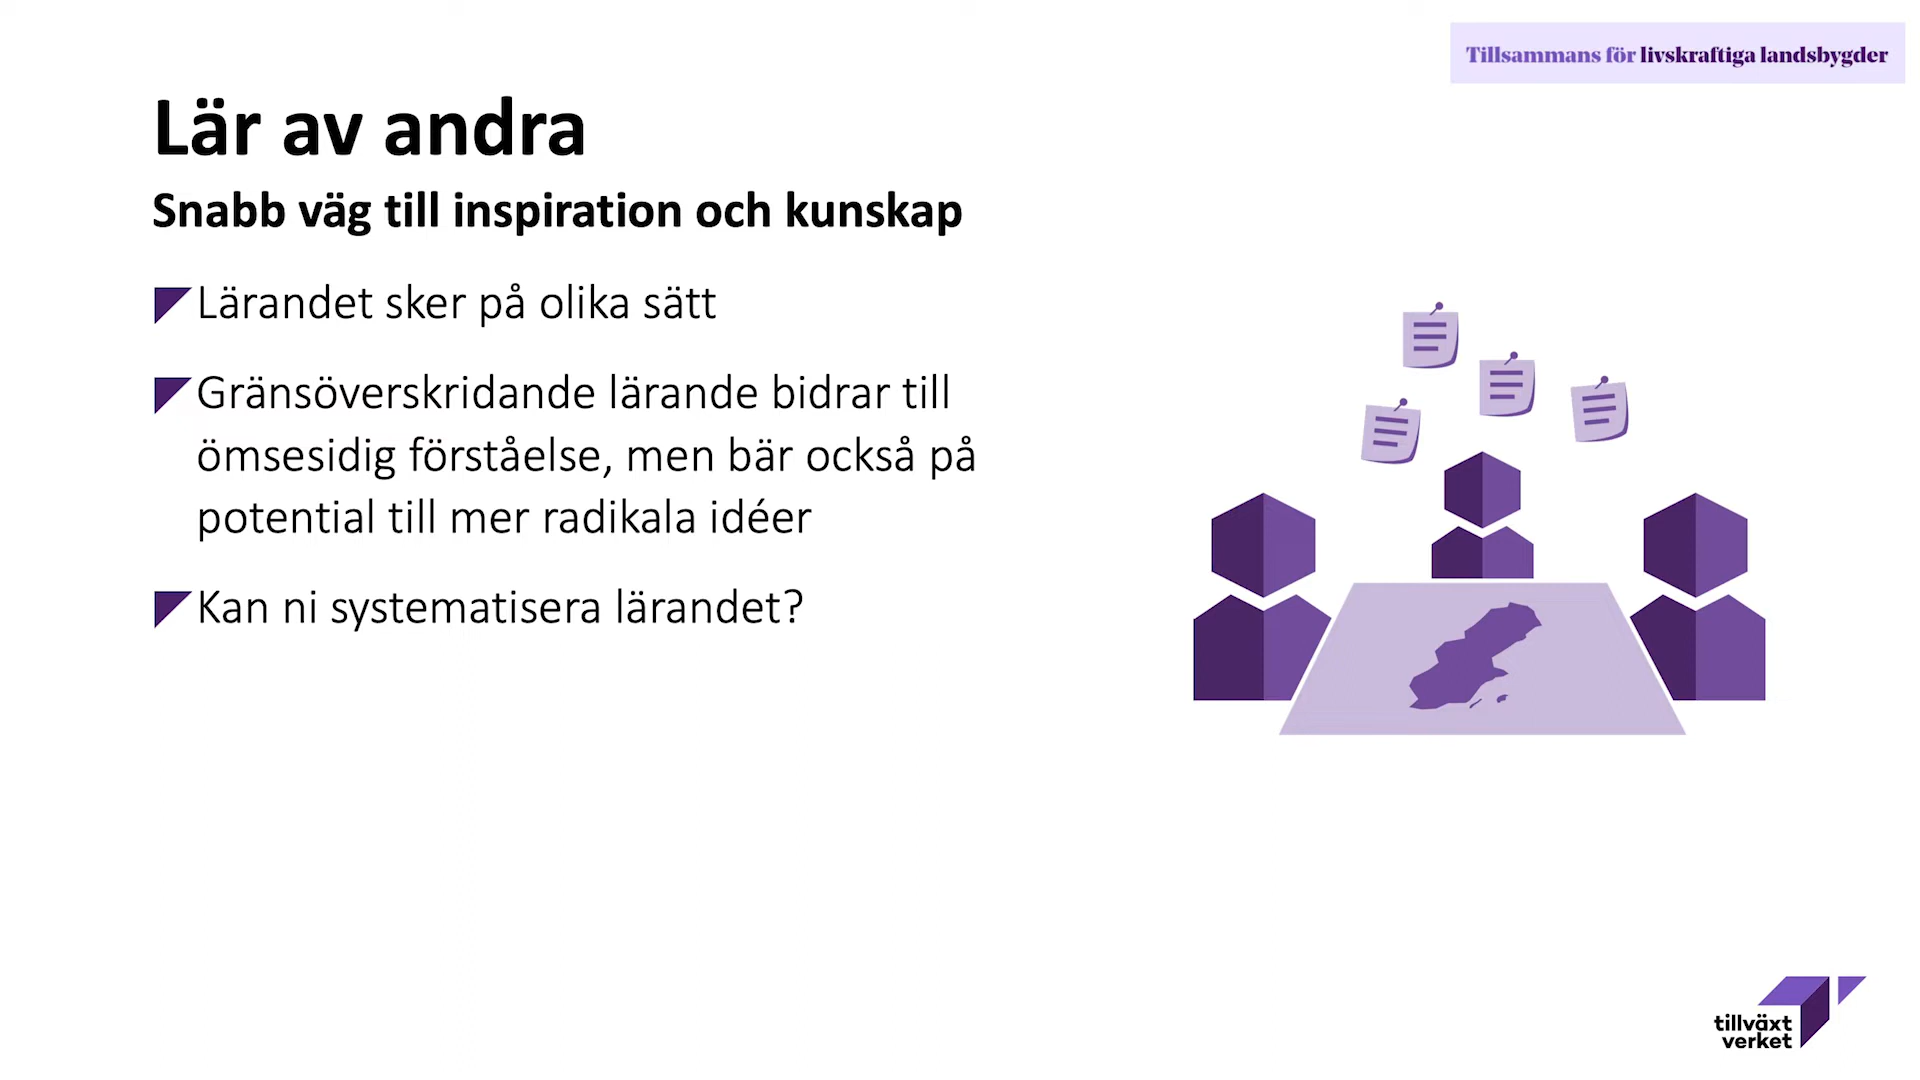 Tillsammans för livskraftiga landsbygder
Lär av andra
Snabb väg till inspiration och kunskap
Lärandet sker på olika sätt
Gränsöverskridande lärande bidrar till
ömsesidig förståelse, men bär också på
potential till mer radikala idéer
Kan ni systematisera lärandet?
tillväxt
verket